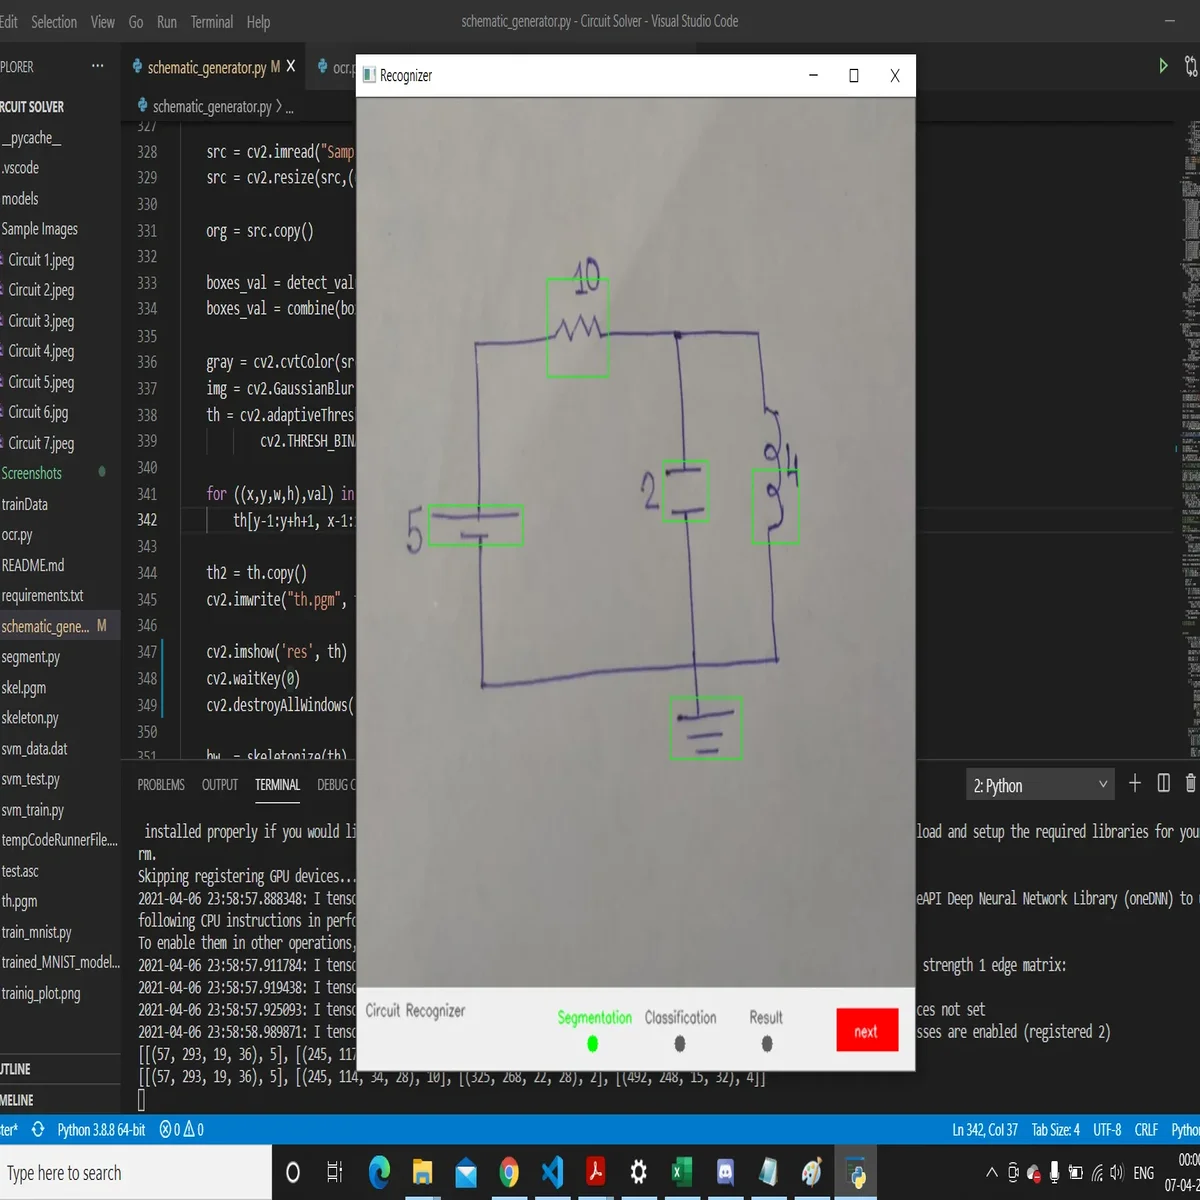 Edit Selection View Go Run Terminal Help
schematic_generator.py - Circuit Solver - Visual Studio Code
PLORER ···
schematic_generator.py M X
ocr.p
RCUIT SOLVER
schematic_generator.py > ...
__pycache__
.vscode
models
Sample Images
Circuit 1.jpeg
Circuit 2.jpeg
Circuit 3.jpeg
Circuit 4.jpeg
Circuit 5.jpeg
Circuit 6.jpg
Circuit 7.jpeg
Screenshots
trainData
ocr.py
README.md
requirements.txt
schematic_gene... M
segment.py
skel.pgm
skeleton.py
svm_data.dat
svm_test.py
svm_train.py
tempCodeRunnerFile....
test.asc
th.pgm
train_mnist.py
trained_MNIST_model...
trainig_plot.png
UTLINE
MELINE
327
328 src = cv2.imread("Samp
329 src = cv2.resize(src,(
330
331 org = src.copy()
332
333 boxes_val = detect_val
334 boxes_val = combine(bo
335
336 gray = cv2.cvtColor(sr
337 img = cv2.GaussianBlur
338 th = cv2.adaptiveThres
339 cv2.THRESH_BIN
340
341 for ((x,y,w,h),val) in
342 th[y-1:y+h+1, x-1:
343
344 th2 = th.copy()
345 cv2.imwrite("th.pgm",
346
347 cv2.imshow('res', th)
348 cv2.waitKey(0)
349 cv2.destroyAllWindows(
350
351 bw = skeletonize(th)
Recognizer
10
2
4
5
Circuit Recognizer
Segmentation Classification Result
next
PROBLEMS OUTPUT TERMINAL DEBUG C
2: Python
installed properly if you would li
load and setup the required libraries for you
rm.
Skipping registering GPU devices...
2021-04-06 23:58:57.888348: I tenso
eAPI Deep Neural Network Library (oneDNN) to
following CPU instructions in perfo
To enable them in other operations,
2021-04-06 23:58:57.911784: I tenso
strength 1 edge matrix:
2021-04-06 23:58:57.919438: I tenso
2021-04-06 23:58:57.925093: I tenso
ces not set
2021-04-06 23:58:58.989871: I tenso
sses are enabled (registered 2)
[[(57, 293, 19, 36), 5], [(245, 117
[[(57, 293, 19, 36), 5], [(245, 114, 34, 28), 10], [(325, 268, 22, 28), 2], [(492, 248, 15, 32), 4]]
ter* Python 3.8.8 64-bit 0 0
Ln 342, Col 37 Tab Size: 4 UTF-8 CRLF Pytho
Type here to search
ENG
00:0
07-04-2